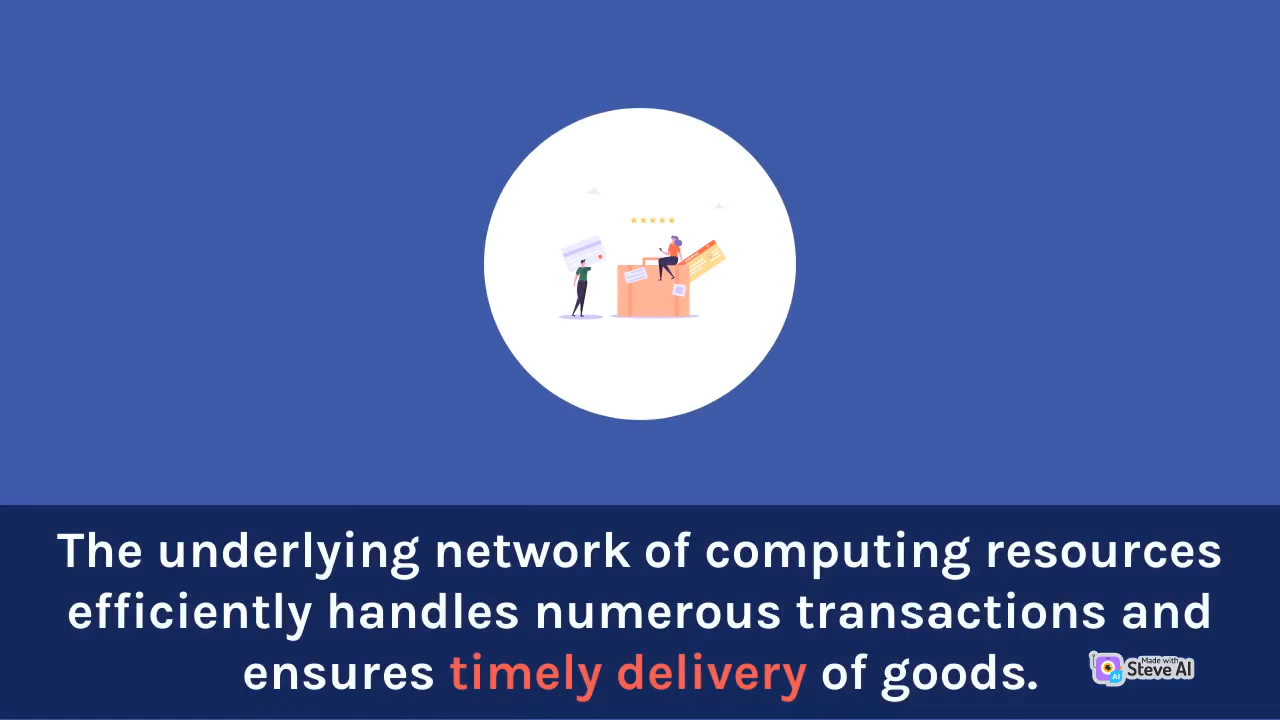 The underlying network of computing resources
efficiently handles numerous transactions and
ensures timely delivery of goods.
Made with
Steve AI
AI